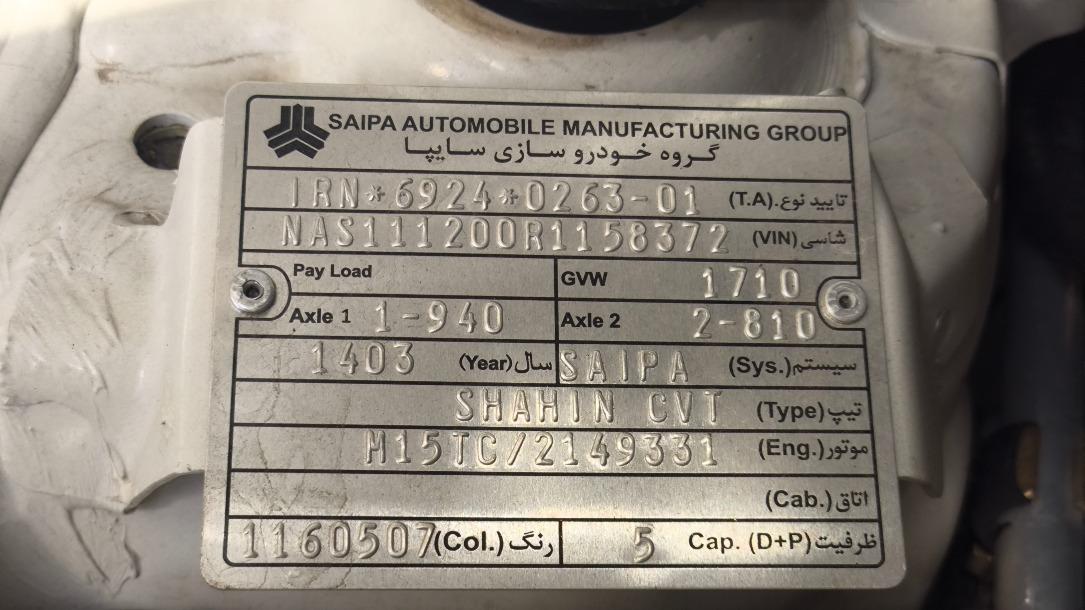 SAIPA AUTOMOBILE MANUFACTURING GROUP
گروه خودرو سازی سایپا
IRN*6924*0263-01 تایید نوع.(T.A)
NAS111200R1158372 شاسی(VIN)
Pay Load GVW 1710
Axle 1 1-940 Axle 2 2-810
1403 سال(Year) SAIPA سیستم(Sys.)
SHAHIN CVT تیپ(Type)
M15TC/2149331 موتور(Eng.)
اتاق(Cab.)
1160507 رنگ(Col.) 5 ظرفیت Cap. (D+P)